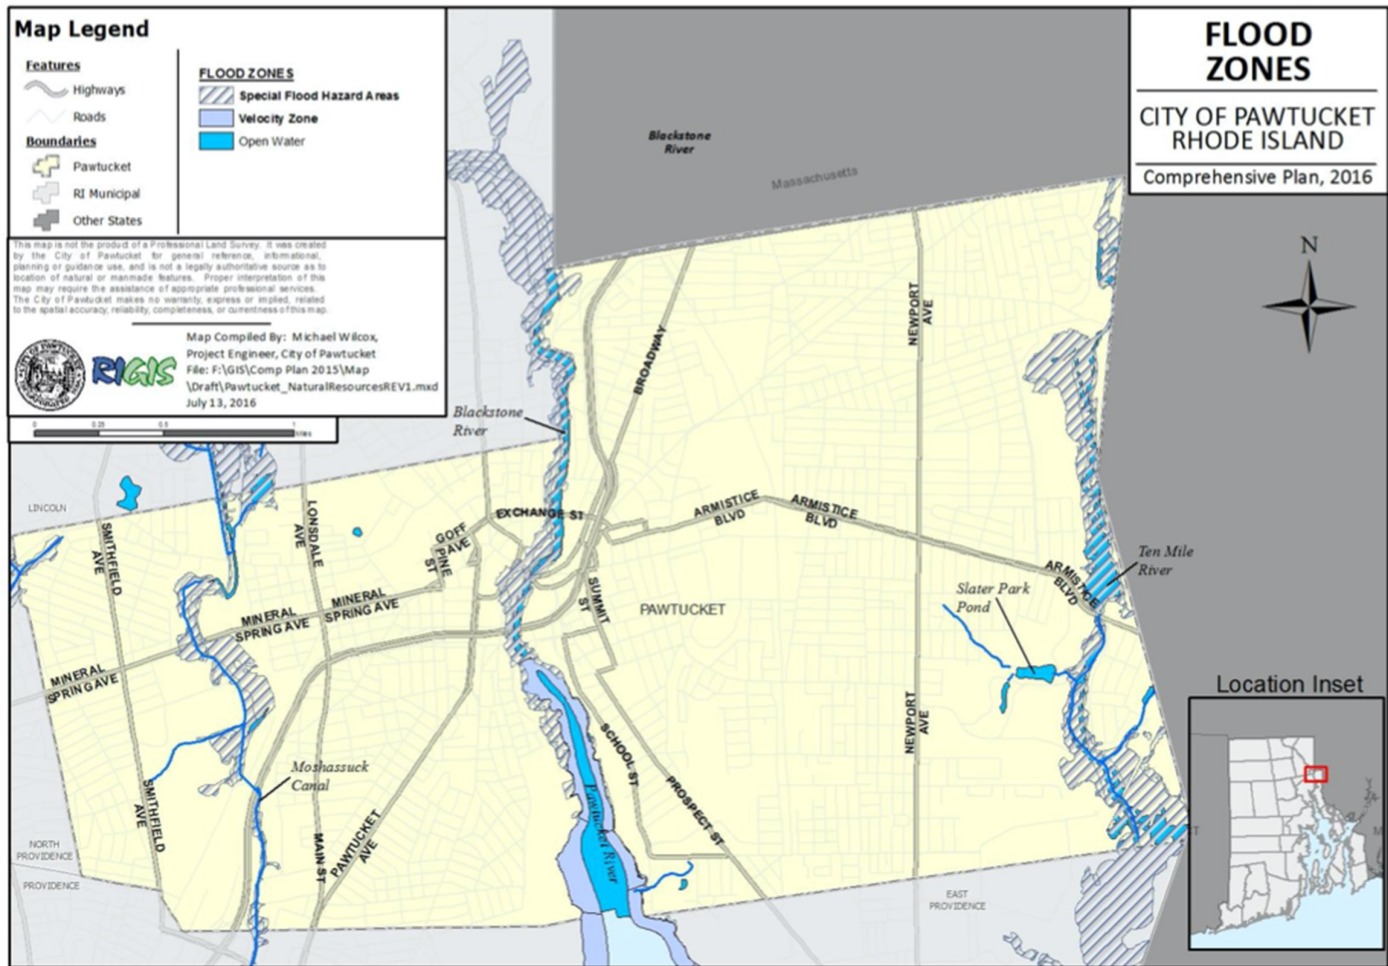 Map Legend
Features
Highways
Roads
Boundaries
Pawtucket
RI Municipal
Other States
FLOOD ZONES
Special Flood Hazard Areas
Velocity Zone
Open Water
This map is not the product of a Professional Land Survey. It was created
by the City of Pawtucket for general reference, informational,
planning or guidance use, and is not a legally authoritative source as to
location of natural or manmade features. Proper interpretation of this
map may require the assistance of appropriate professional services.
The City of Pawtucket makes no warranty, express or implied, related
to the spatial accuracy, reliability, completeness, or currentness of this map.
RIGIS
Map Compiled By: Michael Wilcox,
Project Engineer, City of Pawtucket
File: F:\GIS\Comp Plan 2015\Map
\Draft\Pawtucket_NaturalResourcesREV1.mxd
July 13, 2016
0 0.25 0.5 1
Miles
FLOOD
ZONES
CITY OF PAWTUCKET
RHODE ISLAND
Comprehensive Plan, 2016
N
Blackstone
River
Massachusetts
NEWPORT
AVE
BROADWAY
Blackstone
River
LINCOLN
SMITHFIELD
AVE
LONSDALE
AVE
GOFF
AVE
PINE
ST
EXCHANGE ST
ARMISTICE
BLVD
ARMISTICE
BLVD
ARMISTICE
BLVD
Ten Mile
River
Slater Park
Pond
SUMMIT
ST
PAWTUCKET
MINERAL
SPRING AVE
MINERAL
SPRING AVE
MINERAL
SPRING AVE
NEWPORT
AVE
SCHOOL ST
PROSPECT ST
Moshassuck
Canal
SMITHFIELD
AVE
MAIN ST
PAWTUCKET
AVE
Pawtucket River
NORTH
PROVIDENCE
PROVIDENCE
EAST
PROVIDENCE
Location Inset